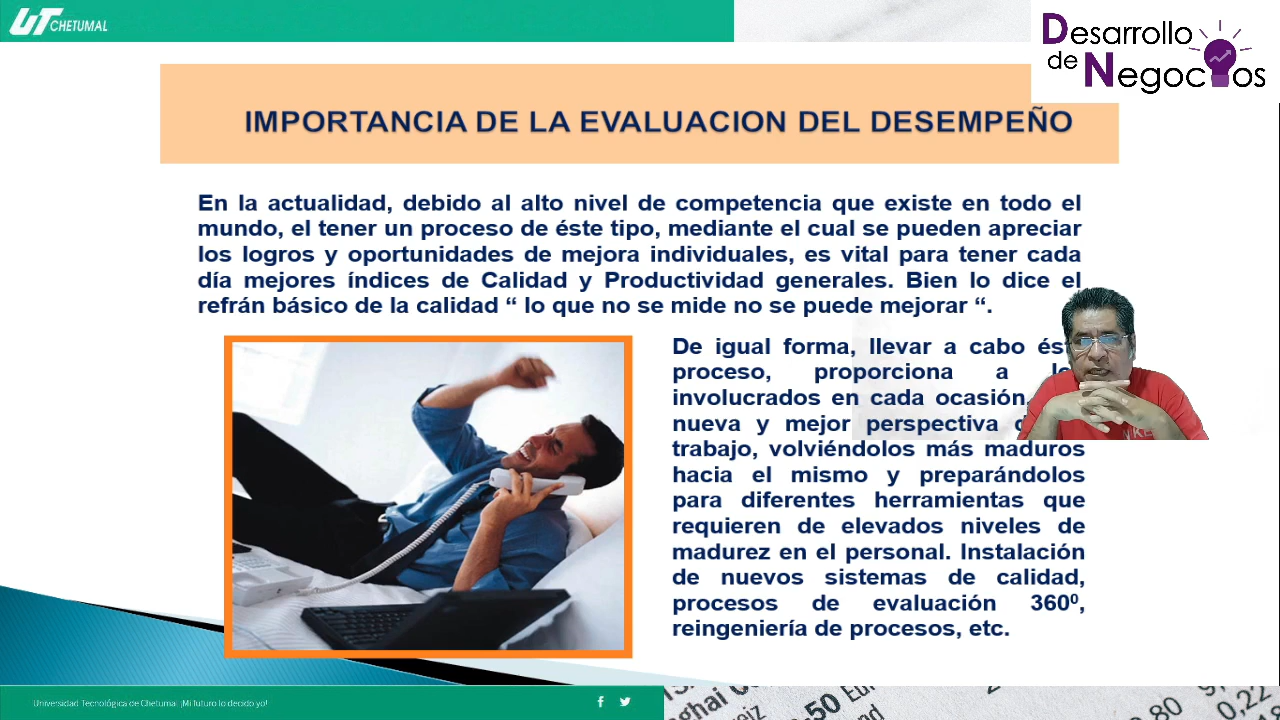 UT CHETUMAL
Desarrollo
de Negocios
IMPORTANCIA DE LA EVALUACION DEL DESEMPEÑO
En la actualidad, debido al alto nivel de competencia que existe en todo el
mundo, el tener un proceso de éste tipo, mediante el cual se pueden apreciar
los logros y oportunidades de mejora individuales, es vital para tener cada
día mejores índices de Calidad y Productividad generales. Bien lo dice el
refrán básico de la calidad “ lo que no se mide no se puede mejorar “.
De igual forma, llevar a cabo
proceso, proporciona a
involucrados en cada ocasión,
nueva y mejor perspectiva
trabajo, volviéndolos más maduros
hacia el mismo y preparándolos
para diferentes herramientas que
requieren de elevados niveles de
madurez en el personal. Instalación
de nuevos sistemas de calidad,
procesos de evaluación 360⁰,
reingeniería de procesos, etc.
Universidad Tecnológica de Chetumal ¡Mi futuro lo decido yo!